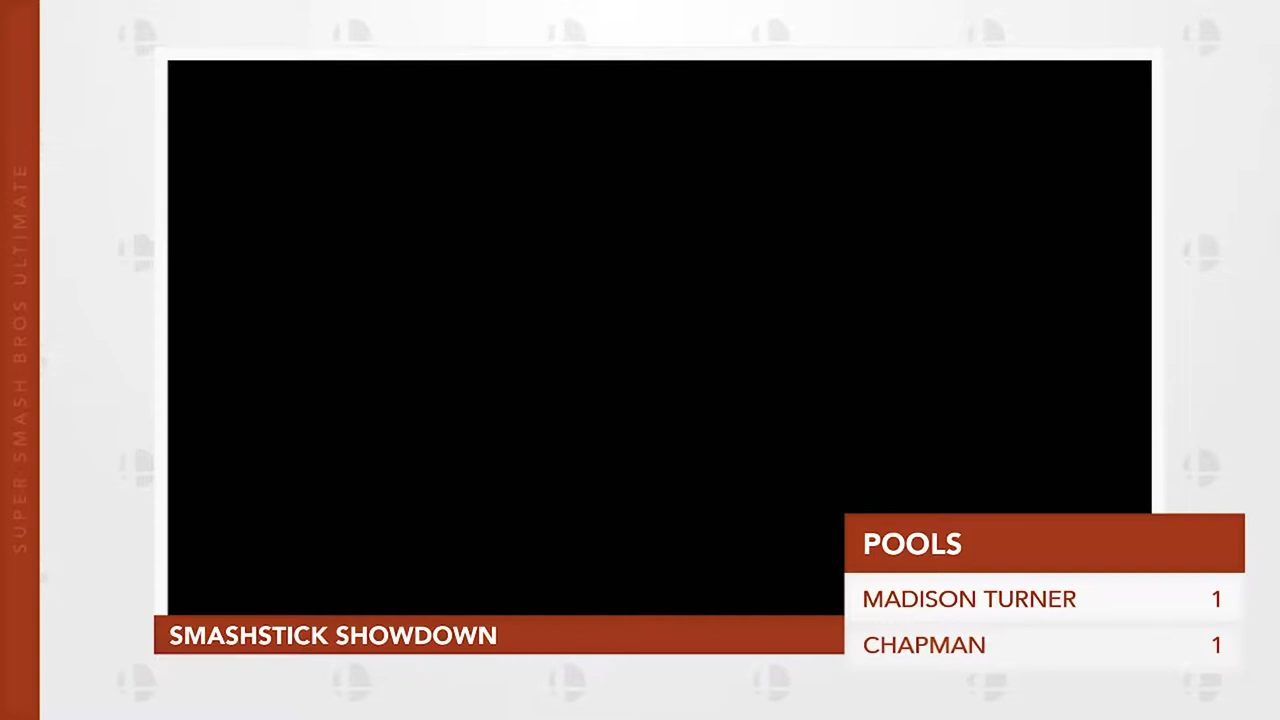 SUPER SMASH BROS ULTIMATE
POOLS
MADISON TURNER 1
CHAPMAN 1
SMASHSTICK SHOWDOWN